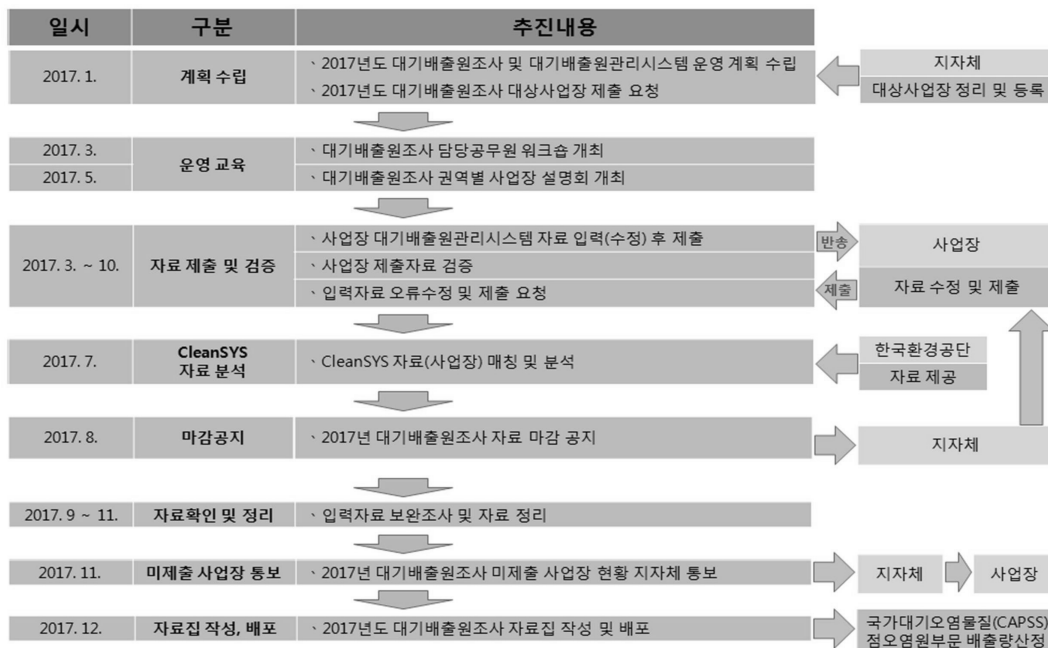 일시 구분 추진내용
2017. 1. 계획 수립 、2017년도 대기배출원조사 및 대기배출원관리시스템 운영 계획 수립
、2017년도 대기배출원조사 대상사업장 제출 요청
지자체
대상사업장 정리 및 등록
2017. 3. 운영 교육 、대기배출원조사 담당공무원 워크숍 개최
2017. 5. 、대기배출원조사 권역별 사업장 설명회 개최
2017. 3. ~ 10. 자료 제출 및 검증 、사업장 대기배출원관리시스템 자료 입력(수정) 후 제출
、사업장 제출자료 검증
、입력자료 오류수정 및 제출 요청
반송
제출
사업장
자료 수정 및 제출
2017. 7. CleanSYS
자료 분석
、CleanSYS 자료(사업장) 매칭 및 분석
한국환경공단
자료 제공
2017. 8. 마감공지 、2017년 대기배출원조사 자료 마감 공지
지자체
2017. 9 ~ 11. 자료확인 및 정리 、입력자료 보완조사 및 자료 정리
2017. 11. 미제출 사업장 통보 、2017년 대기배출원조사 미제출 사업장 현황 지자체 통보
지자체 사업장
2017. 12. 자료집 작성, 배포 、2017년도 대기배출원조사 자료집 작성 및 배포
국가대기오염물질(CAPSS)
점오염원부문 배출량산정